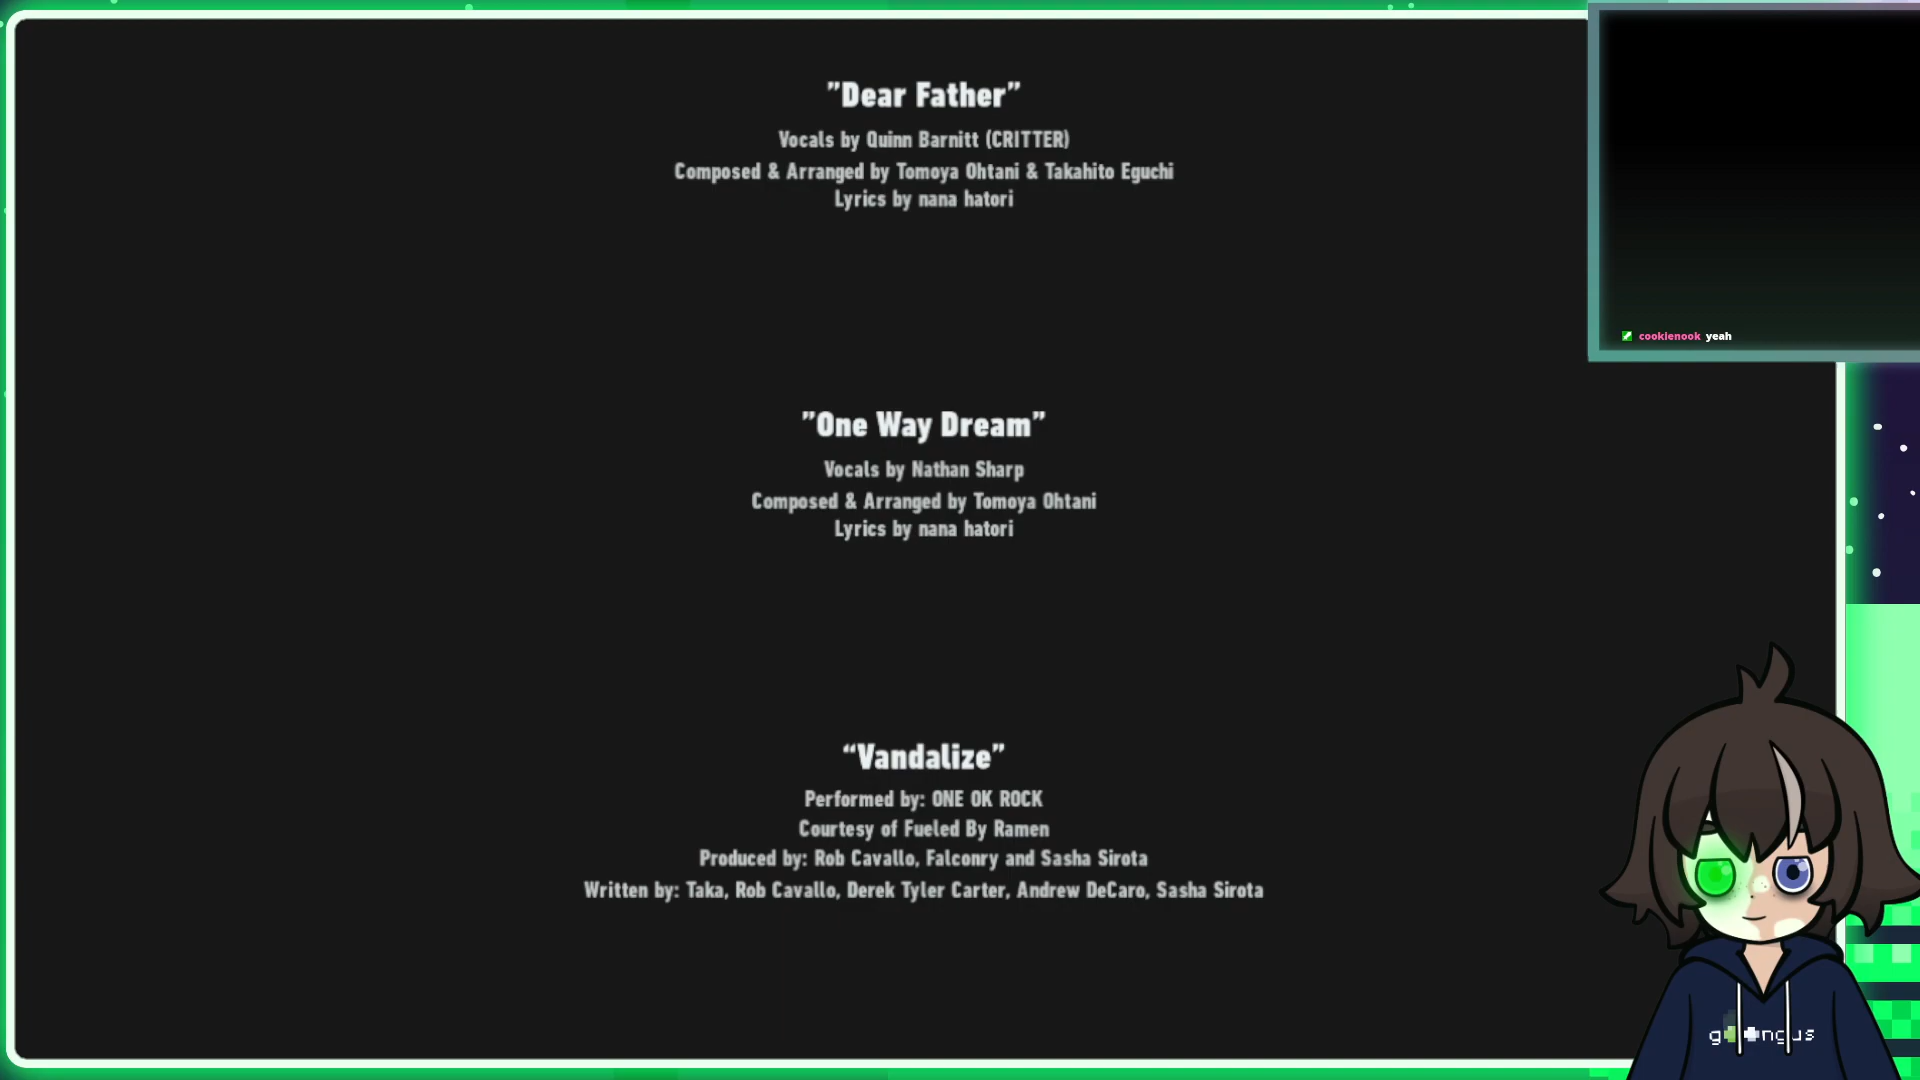 ”Dear Father”
Vocals by Quinn Barnitt (CRITTER)
Composed & Arranged by Tomoya Ohtani & Takahito Eguchi
Lyrics by nana hatori
cookienook yeah
”One Way Dream”
Vocals by Nathan Sharp
Composed & Arranged by Tomoya Ohtani
Lyrics by nana hatori
“Vandalize”
Performed by: ONE OK ROCK
Courtesy of Fueled By Ramen
Produced by: Rob Cavallo, Falconry and Sasha Sirota
Written by: Taka, Rob Cavallo, Derek Tyler Carter, Andrew DeCaro, Sasha Sirota